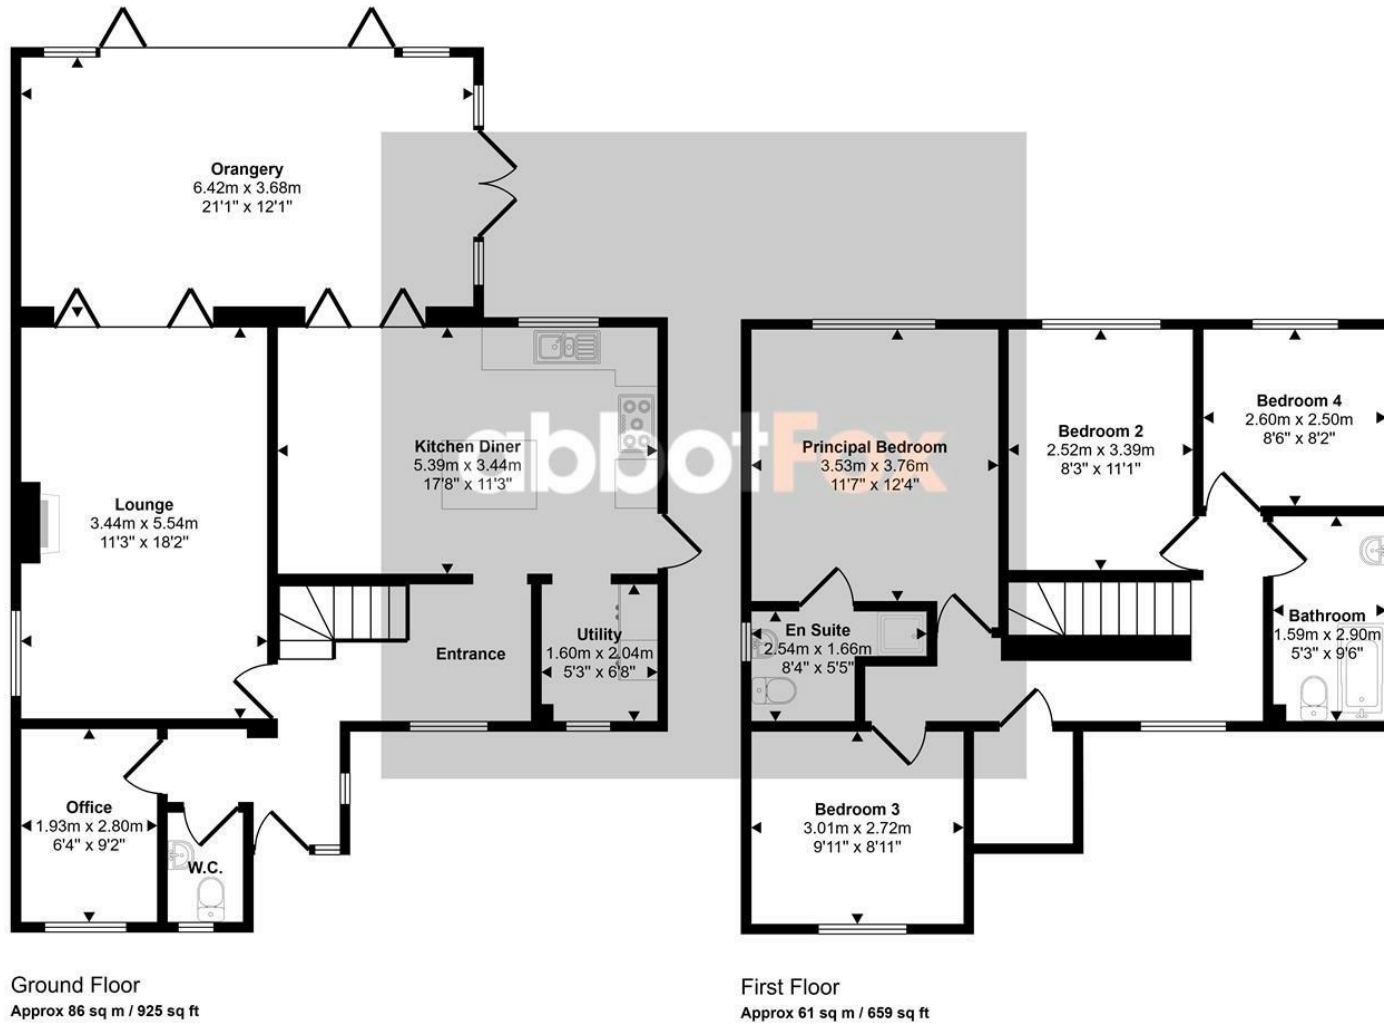 Orangery
6.42m x 3.68m
21'1" x 12'1"
Kitchen Diner
5.39m x 3.44m
17'8" x 11'3"
Lounge
3.44m x 5.54m
11'3" x 18'2"
Entrance
Utility
1.60m x 2.04m
5'3" x 6'8"
Office
1.93m x 2.80m
6'4" x 9'2"
W.C.
Ground Floor
Approx 86 sq m / 925 sq ft
abbotFox
Principal Bedroom
3.53m x 3.76m
11'7" x 12'4"
Bedroom 2
2.52m x 3.39m
8'3" x 11'1"
Bedroom 4
2.60m x 2.50m
8'6" x 8'2"
En Suite
2.54m x 1.66m
8'4" x 5'5"
Bathroom
1.59m x 2.90m
5'3" x 9'6"
Bedroom 3
3.01m x 2.72m
9'11" x 8'11"
First Floor
Approx 61 sq m / 659 sq ft